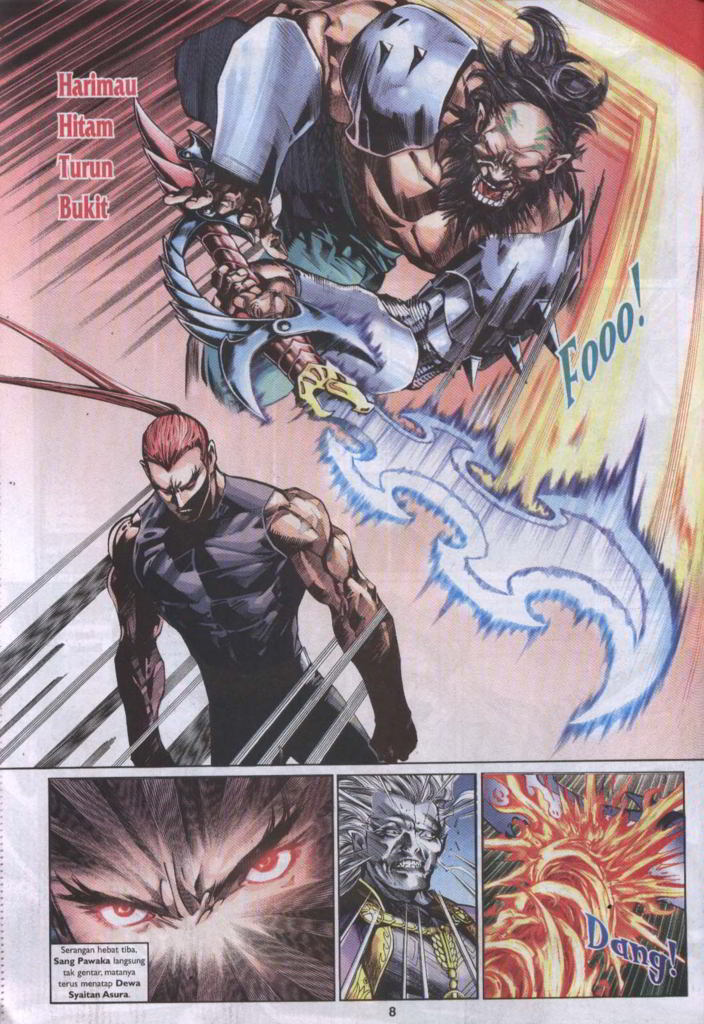 Harimau
Hitam
Turun
Bukit
Fooo!
Serangan hebat tiba,
Sang Pawaka langsung
tak gentar, matanya
terus menatap Dewa
Syaitan Asura.
Dang!
8